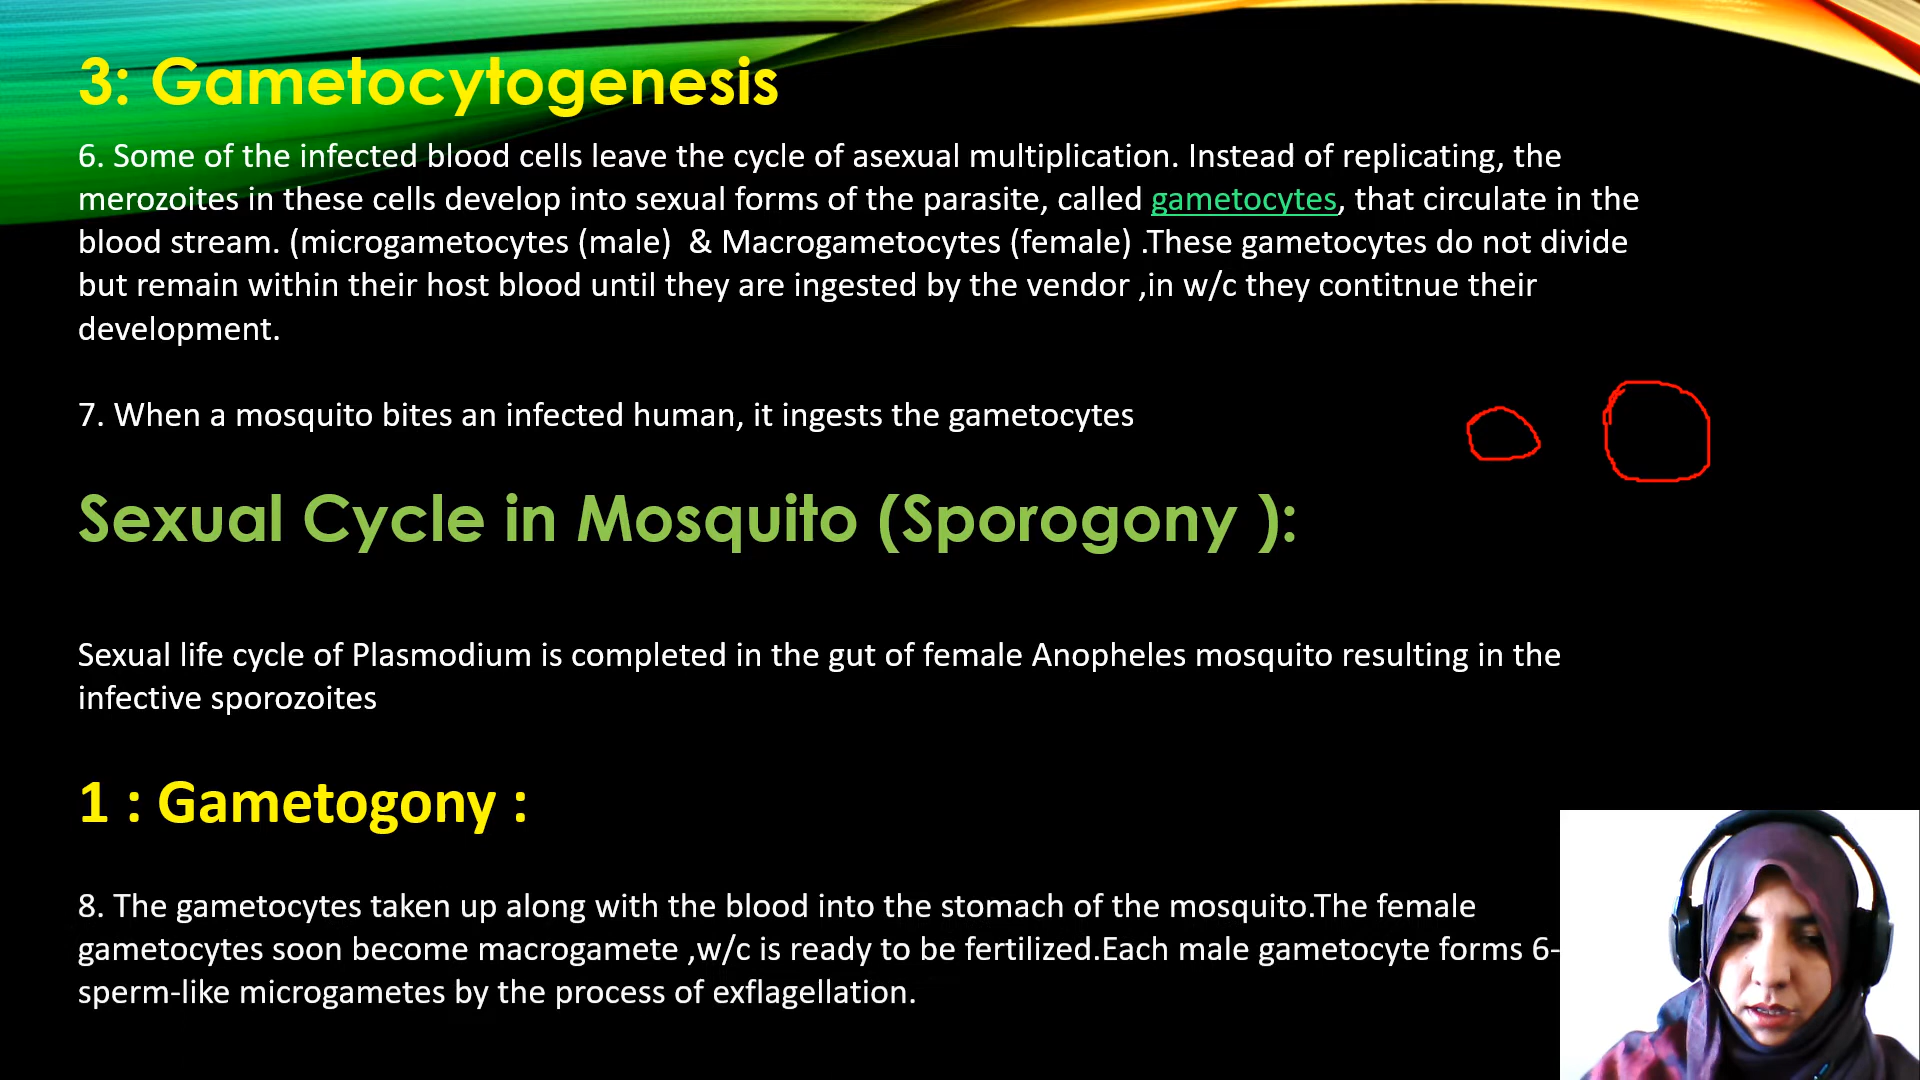 3: Gametocytogenesis
6. Some of the infected blood cells leave the cycle of asexual multiplication. Instead of replicating, the
merozoites in these cells develop into sexual forms of the parasite, called gametocytes, that circulate in the
blood stream. (microgametocytes (male)  & Macrogametocytes (female) .These gametocytes do not divide
but remain within their host blood until they are ingested by the vendor ,in w/c they contitnue their
development.
7. When a mosquito bites an infected human, it ingests the gametocytes
Sexual Cycle in Mosquito (Sporogony ):
Sexual life cycle of Plasmodium is completed in the gut of female Anopheles mosquito resulting in the
infective sporozoites
1 : Gametogony :
8. The gametocytes taken up along with the blood into the stomach of the mosquito.The female
gametocytes soon become macrogamete ,w/c is ready to be fertilized.Each male gametocyte forms 6-
sperm-like microgametes by the process of exflagellation.